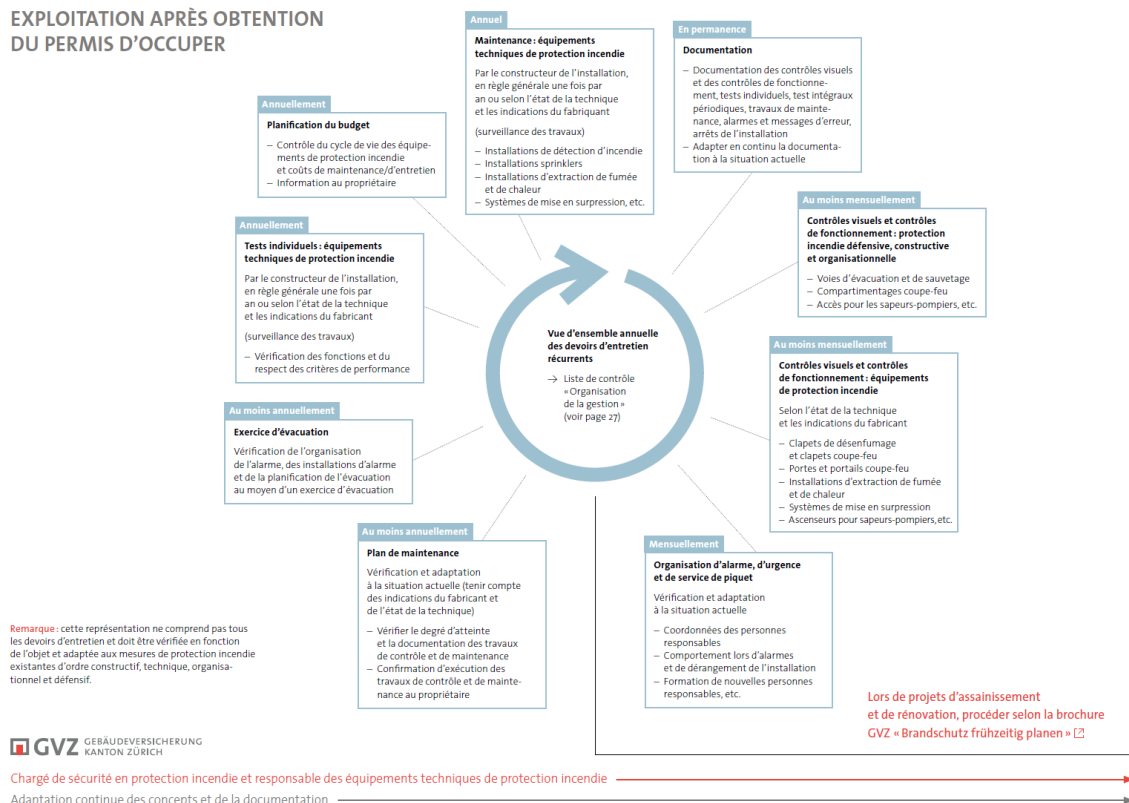 EXPLOITATION APRÈS OBTENTION
DU PERMIS D'OCCUPER
Annuel
Maintenance : équipements
techniques de protection incendie
Par le constructeur de l'installation,
en règle générale une fois par
an ou selon l'état de la technique
et les indications du fabriquant
(surveillance des travaux)
– Installations de détection d'incendie
– Installations sprinklers
– Installations d'extraction de fumée
et de chaleur
– Systèmes de mise en surpression, etc.
En permanence
Documentation
– Documentation des contrôles visuels
et des contrôles de fonctionne-
ment, tests individuels, test intégraux
périodiques, travaux de mainte-
nance, alarmes et messages d'erreur,
arrêts de l'installation
– Adapter en continu la documenta-
tion à la situation actuelle
Au moins mensuellement
Contrôles visuels et contrôles
de fonctionnement : protection
incendie défensive, constructive
et organisationnelle
– Voies d'évacuation et de sauvetage
– Compartimentages coupe-feu
– Accès pour les sapeurs-pompiers, etc.
Au moins mensuellement
Contrôles visuels et contrôles
de fonctionnement : équipements
de protection incendie
Selon l'état de la technique
et les indications du fabricant
– Clapets de désenfumage
et clapets coupe-feu
– Portes et portails coupe-feu
– Installations d'extraction de fumée
et de chaleur
– Systèmes de mise en surpression
– Ascenseurs pour sapeurs-pompiers, etc.
Mensuellement
Organisation d'alarme, d'urgence
et de service de piquet
Vérification et adaptation
à la situation actuelle
– Coordonnées des personnes
responsables
– Comportement lors d'alarmes
et de dérangement de l'installation
– Formation de nouvelles personnes
responsables, etc.
Au moins annuellement
Plan de maintenance
Vérification et adaptation
à la situation actuelle (tenir compte
des indications du fabricant et
de l'état de la technique)
– Vérifier le degré d'atteinte
et la documentation des travaux
de contrôle et de maintenance
– Confirmation d'exécution des
travaux de contrôle et de mainte-
nance au propriétaire
Au moins annuellement
Exercice d'évacuation
Vérification de l'organisation
de l'alarme, des installations d'alarme
et de la planification de l'évacuation
au moyen d'un exercice d'évacuation
Annuellement
Tests individuels : équipements
techniques de protection incendie
Par le constructeur de l'installation,
en règle générale une fois par
an ou selon l'état de la technique
et les indications du fabricant
(surveillance des travaux)
– Vérification des fonctions et du
respect des critères de performance
Annuellement
Planification du budget
– Contrôle du cycle de vie des équipe-
ments de protection incendie
et coûts de maintenance/d'entretien
– Information au propriétaire
Vue d'ensemble annuelle
des devoirs d'entretien
récurrents
→ Liste de contrôle
«Organisation
de la gestion»
(voir page 27)
Remarque : cette représentation ne comprend pas tous
les devoirs d'entretien et doit être vérifiée en fonction
de l'objet et adaptée aux mesures de protection incendie
existantes d'ordre constructif, technique, organisa-
tionnel et défensif.
Lors de projets d'assainissement
et de rénovation, procéder selon la brochure
GVZ « Brandschutz frühzeitig planen »
GVZ GEBÄUDEVERSICHERUNG
KANTON ZÜRICH
Chargé de sécurité en protection incendie et responsable des équipements techniques de protection incendie
Adaptation continue des concepts et de la documentation